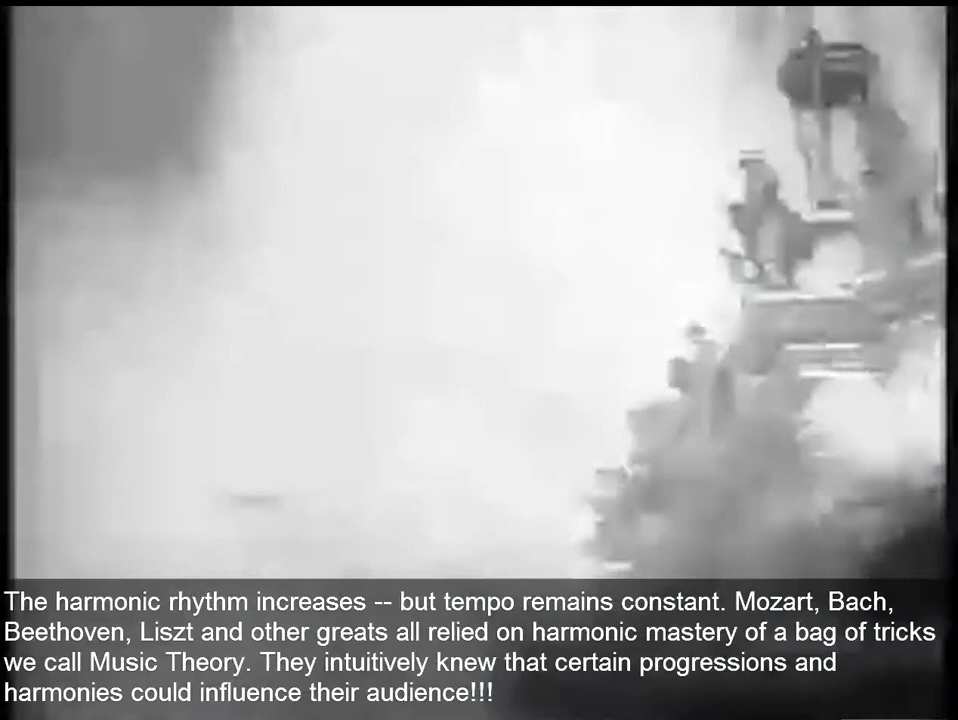 The harmonic rhythm increases -- but tempo remains constant. Mozart, Bach,
Beethoven, Liszt and other greats all relied on harmonic mastery of a bag of tricks
we call Music Theory. They intuitively knew that certain progressions and
harmonies could influence their audience!!!